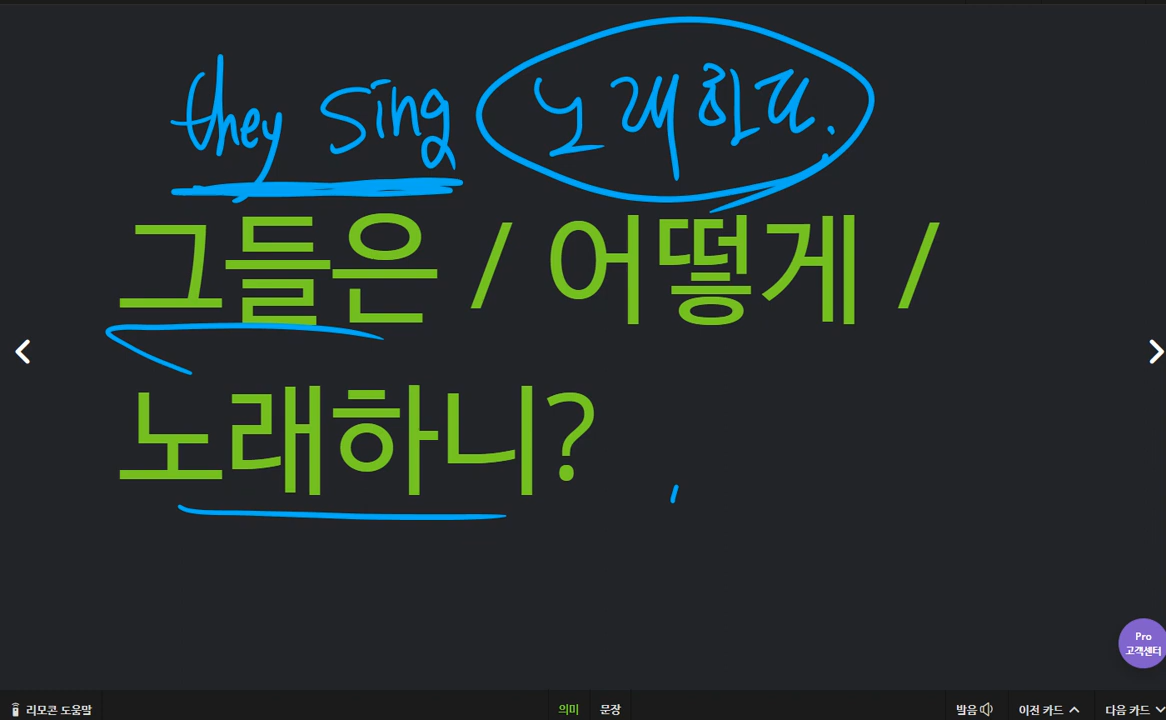 they sing 노래한다.
그들은 / 어떻게 /
노래하니?
Pro
고객센터
리모콘 도움말 의미 문장 발음 이전 카드 다음 카드